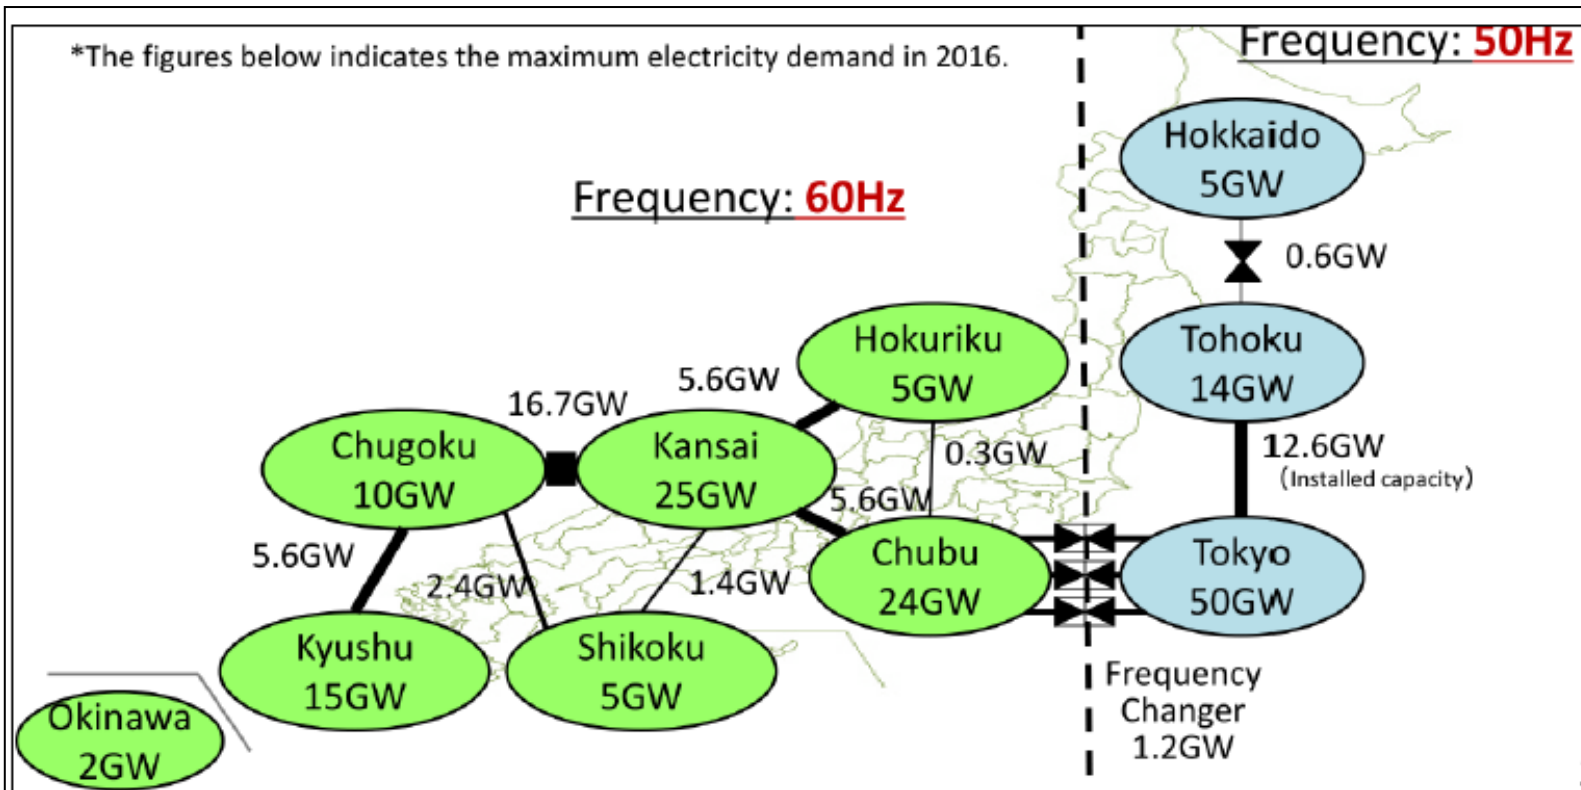 *The figures below indicates the maximum electricity demand in 2016.
Frequency: 50Hz
Frequency: 60Hz
Hokkaido
5GW
0.6GW
Tohoku
14GW
12.6GW
(Installed capacity)
Tokyo
50GW
Frequency
Changer
1.2GW
Hokuriku
5GW
5.6GW
0.3GW
16.7GW
Chugoku
10GW
Kansai
25GW
5.6GW
Chubu
24GW
5.6GW
2.4GW
1.4GW
Kyushu
15GW
Shikoku
5GW
Okinawa
2GW